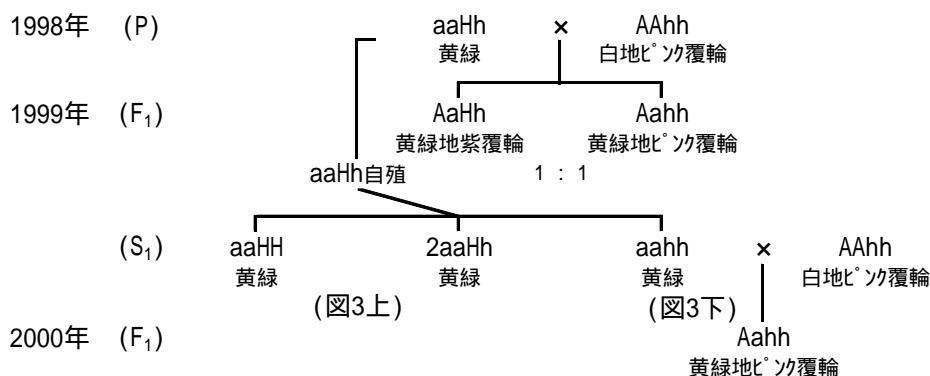 1998年 (P) aaHh × AAhh
黄緑 白地ﾋﾟﾝｸ覆輪
1999年 (F₁) AaHh Aahh
黄緑地紫覆輪 黄緑地ﾋﾟﾝｸ覆輪
aaHh自殖 1 : 1
(S₁) aaHH 2aaHh aahh × AAhh
黄緑 黄緑 黄緑 白地ﾋﾟﾝｸ覆輪
(図3上) (図3下)
2000年 (F₁) Aahh
黄緑地ﾋﾟﾝｸ覆輪